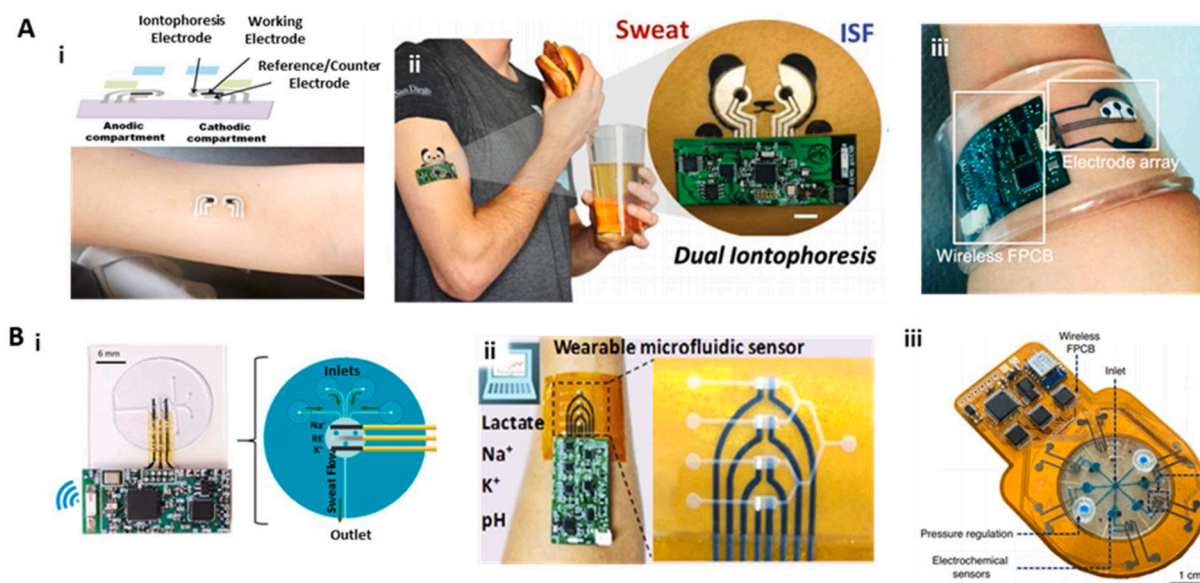 A
i
Iontophoresis
Electrode
Working
Electrode
Reference/Counter
Electrode
Anodic
compartment
Cathodic
compartment
ii
San Diego
Sweat
ISF
Dual Iontophoresis
iii
Electrode array
Wireless FPCB
B
i
6 mm
Inlets
Na+
RE
K+
Sweat Flow
Outlet
ii
Wearable microfluidic sensor
Lactate
Na+
K+
pH
iii
Wireless
FPCB
Inlet
Pressure regulation
Electrochemical
sensors
1 cm